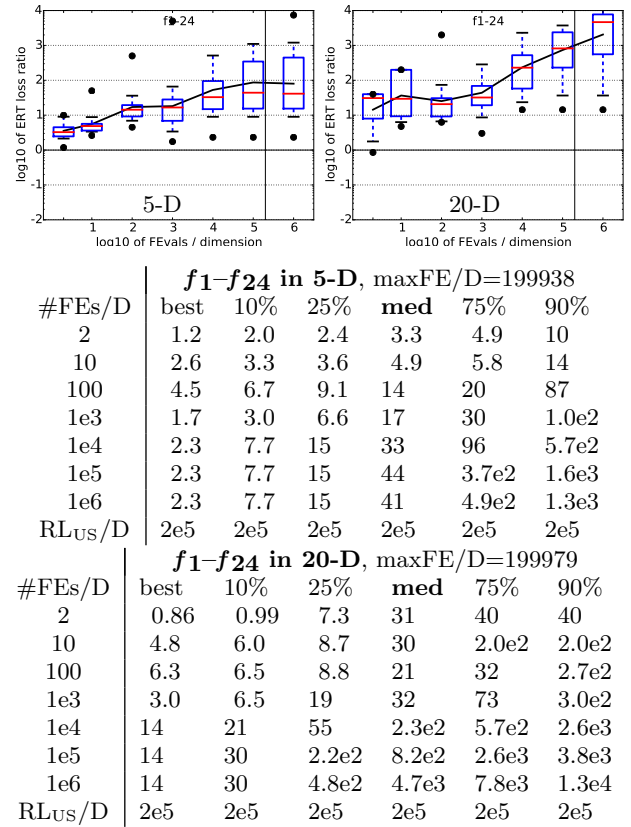 f1-24
4
3
2
1
0
-1
-2
log10 of ERT loss ratio
5-D
1 2 3 4 5 6
log10 of FEvals / dimension
f1-24
4
3
2
1
0
-1
-2
log10 of ERT loss ratio
20-D
1 2 3 4 5 6
log10 of FEvals / dimension
f1–f24 in 5-D, maxFE/D=199938
#FEs/D best 10% 25% med 75% 90%
2 1.2 2.0 2.4 3.3 4.9 10
10 2.6 3.3 3.6 4.9 5.8 14
100 4.5 6.7 9.1 14 20 87
1e3 1.7 3.0 6.6 17 30 1.0e2
1e4 2.3 7.7 15 33 96 5.7e2
1e5 2.3 7.7 15 44 3.7e2 1.6e3
1e6 2.3 7.7 15 41 4.9e2 1.3e3
RLUS/D 2e5 2e5 2e5 2e5 2e5 2e5
f1–f24 in 20-D, maxFE/D=199979
#FEs/D best 10% 25% med 75% 90%
2 0.86 0.99 7.3 31 40 40
10 4.8 6.0 8.7 30 2.0e2 2.0e2
100 6.3 6.5 8.8 21 32 2.7e2
1e3 3.0 6.5 19 32 73 3.0e2
1e4 14 21 55 2.3e2 5.7e2 2.6e3
1e5 14 30 2.2e2 8.2e2 2.6e3 3.8e3
1e6 14 30 4.8e2 4.7e3 7.8e3 1.3e4
RLUS/D 2e5 2e5 2e5 2e5 2e5 2e5